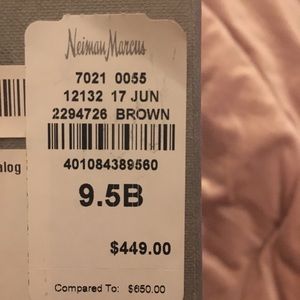 Neiman Marcus
7021 0055
12132 17 JUN
2294726 BROWN
alog
401084389560
9.5B
$449.00
Compared To: $650.00